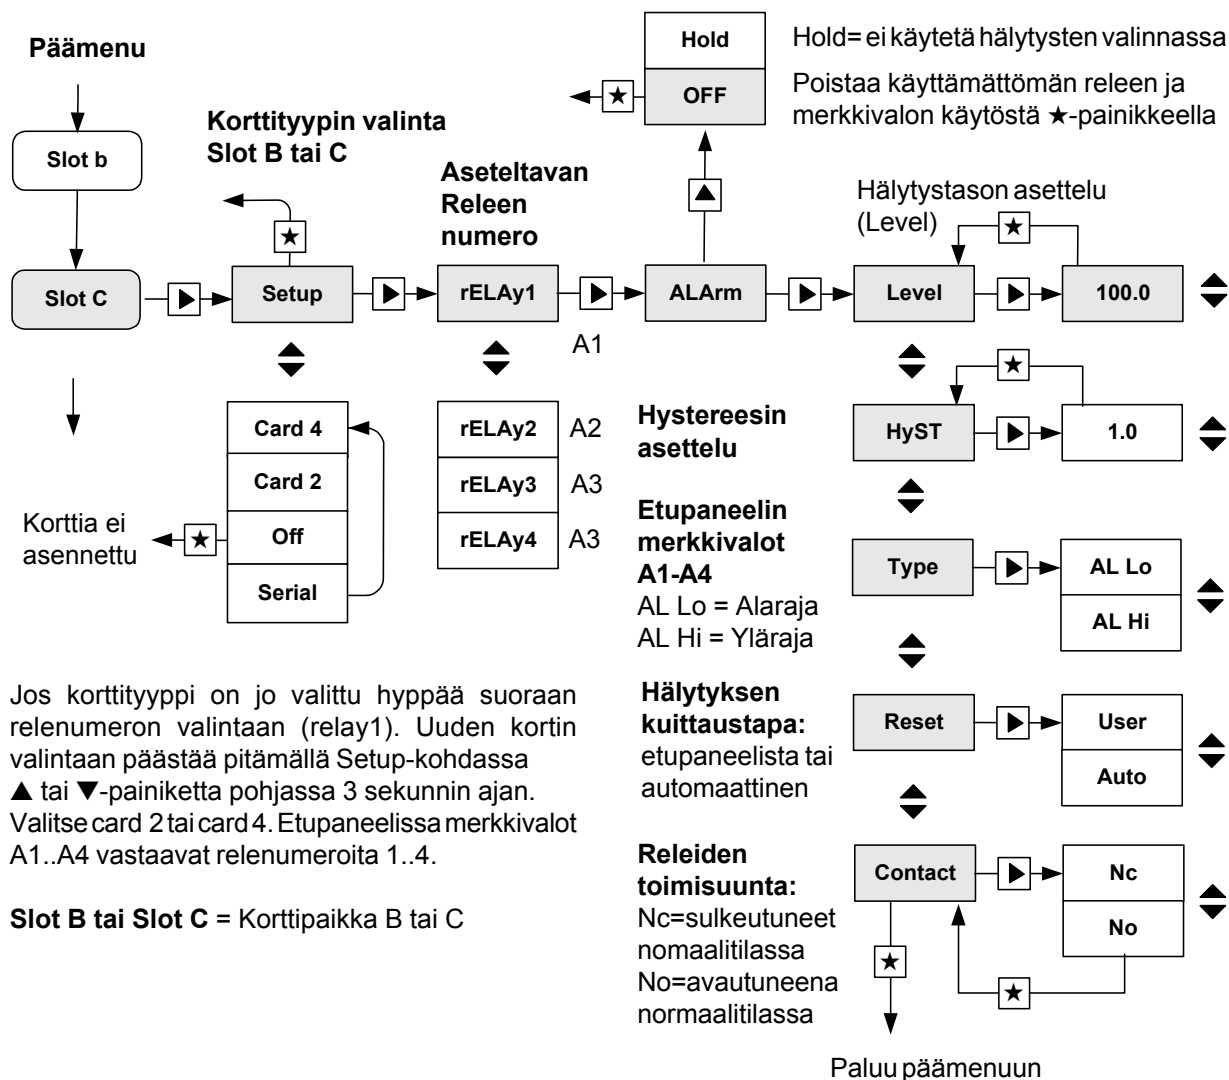 Päämenu
Slot b
Slot C
Korttityypin valinta
Slot B tai C
★
Setup
Card 4
Card 2
Off
Serial
★
Korttia ei
asennettu
Aseteltavan
Releen
numero
rELAy1
A1
rELAy2 A2
rELAy3 A3
rELAy4 A3
Hold
OFF
★
Hold= ei käytetä hälytysten valinnassa
Poistaa käyttämättömän releen ja
merkkivalon käytöstä ★-painikkeella
ALArm
Hälytystason asettelu
(Level)
★
Level
100.0
Hystereesin
asettelu
★
HyST
1.0
Etupaneelin
merkkivalot
A1-A4
AL Lo = Alaraja
AL Hi = Yläraja
Type
AL Lo
AL Hi
Hälytyksen
kuittaustapa:
etupaneelista tai
automaattinen
Reset
User
Auto
Releiden
toimisuunta:
Nc=sulkeutuneet
nomaalitilassa
No=avautuneena
normaalitilassa
Contact
Nc
No
★
★
Paluu päämenuun
Jos korttityyppi on jo valittu hyppää suoraan
relenumeron valintaan (relay1). Uuden kortin
valintaan päästää pitämällä Setup-kohdassa
▲ tai ▼-painiketta pohjassa 3 sekunnin ajan.
Valitse card 2 tai card 4. Etupaneelissa merkkivalot
A1..A4 vastaavat relenumeroita 1..4.
Slot B tai Slot C = Korttipaikka B tai C